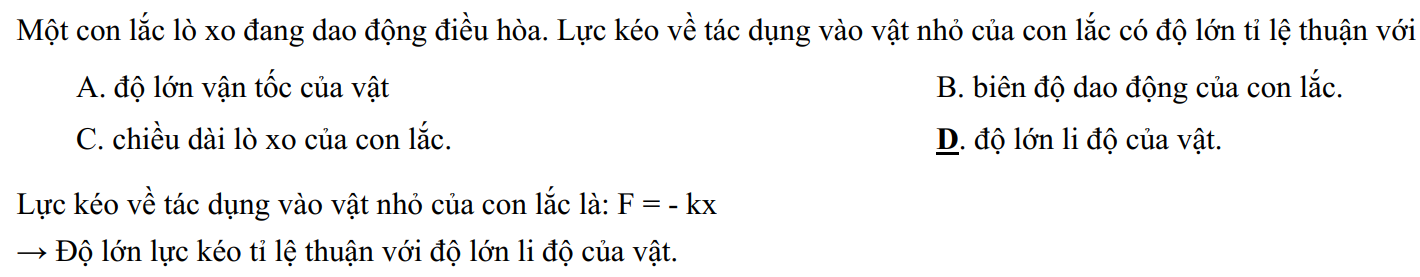 Một con lắc lò xo đang dao động điều hòa. Lực kéo về tác dụng vào vật nhỏ của con lắc có độ lớn tỉ lệ thuận với
A. độ lớn vận tốc của vật B. biên độ dao động của con lắc.
C. chiều dài lò xo của con lắc. D. độ lớn li độ của vật.
Lực kéo về tác dụng vào vật nhỏ của con lắc là: F = - kx
→ Độ lớn lực kéo tỉ lệ thuận với độ lớn li độ của vật.